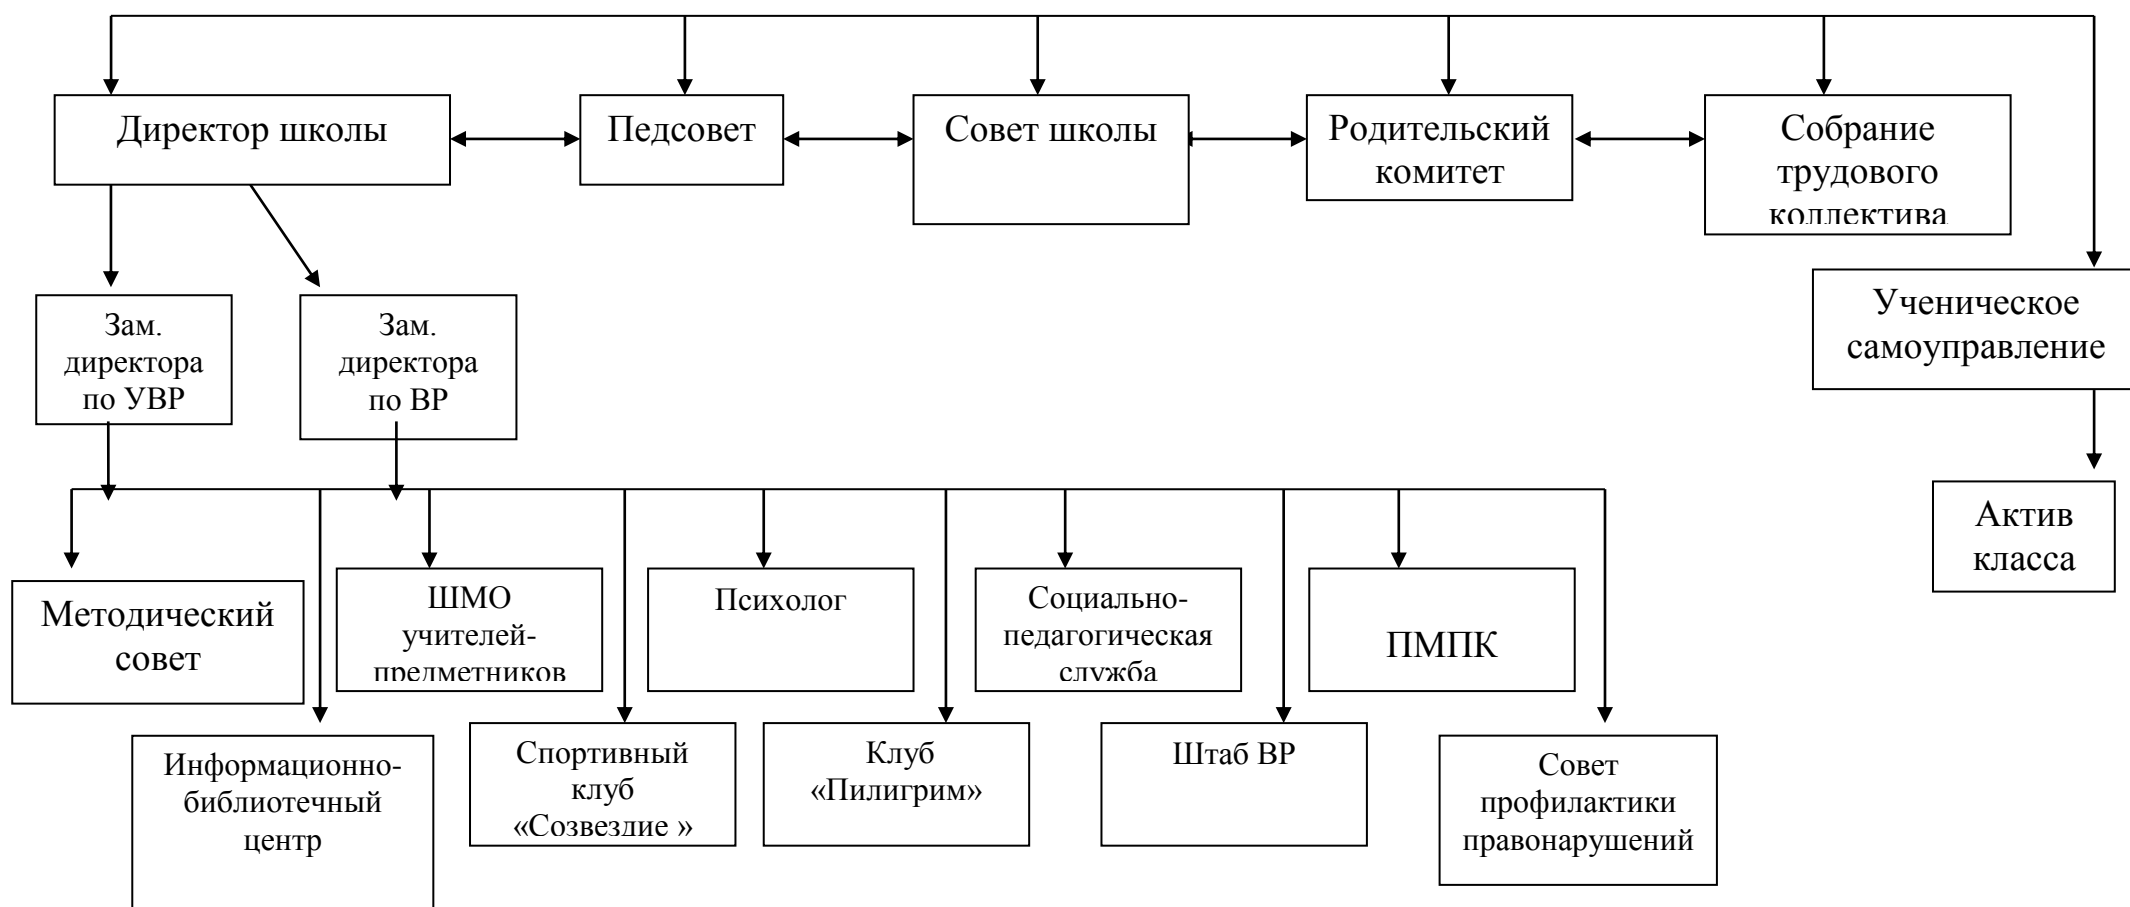 Директор школы
Педсовет
Совет школы
Родительский
комитет
Собрание
трудового
коллектива
Зам.
директора
по УВР
Зам.
директора
по ВР
Ученическое
самоуправление
Актив
класса
Методический
совет
ШМО
учителей-
предметников
Психолог
Социально-
педагогическая
служба
ПМПК
Информационно-
библиотечный
центр
Спортивный
клуб
«Созвездие »
Клуб
«Пилигрим»
Штаб ВР
Совет
профилактики
правонарушений